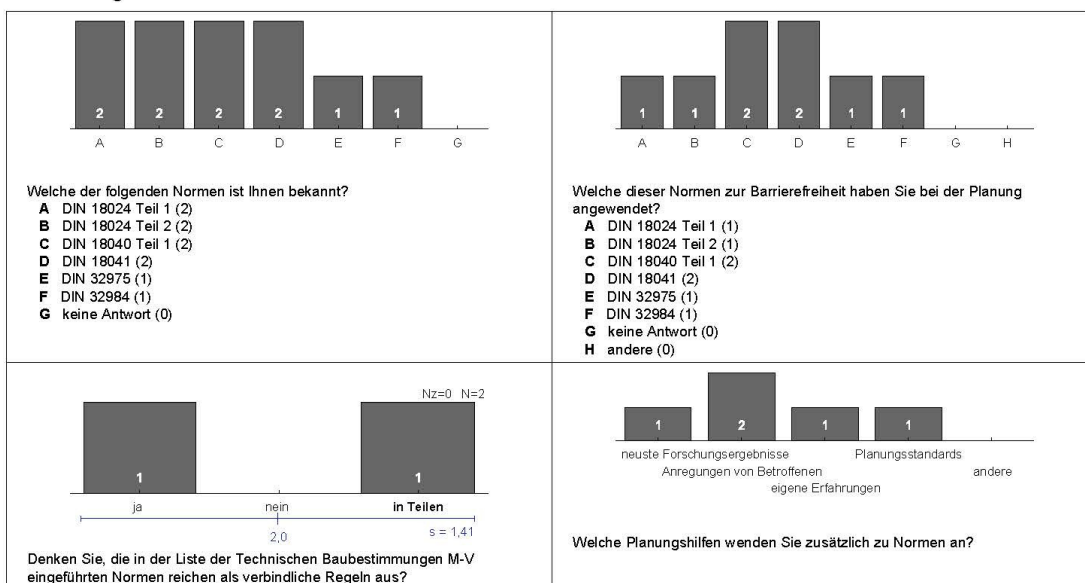 2 2 2 2 1 1
A B C D E F G
Welche der folgenden Normen ist Ihnen bekannt?
A DIN 18024 Teil 1 (2)
B DIN 18024 Teil 2 (2)
C DIN 18040 Teil 1 (2)
D DIN 18041 (2)
E DIN 32975 (1)
F DIN 32984 (1)
G keine Antwort (0)
1 1 2 2 1 1
A B C D E F G H
Welche dieser Normen zur Barrierefreiheit haben Sie bei der Planung
angewendet?
A DIN 18024 Teil 1 (1)
B DIN 18024 Teil 2 (1)
C DIN 18040 Teil 1 (2)
D DIN 18041 (2)
E DIN 32975 (1)
F DIN 32984 (1)
G keine Antwort (0)
H andere (0)
Nz=0 N=2
1 1
ja nein in Teilen
2,0 s = 1,41
Denken Sie, die in der Liste der Technischen Baubestimmungen M-V
eingeführten Normen reichen als verbindliche Regeln aus?
1 2 1 1
neuste Forschungsergebnisse Planungsstandards
Anregungen von Betroffenen andere
eigene Erfahrungen
Welche Planungshilfen wenden Sie zusätzlich zu Normen an?